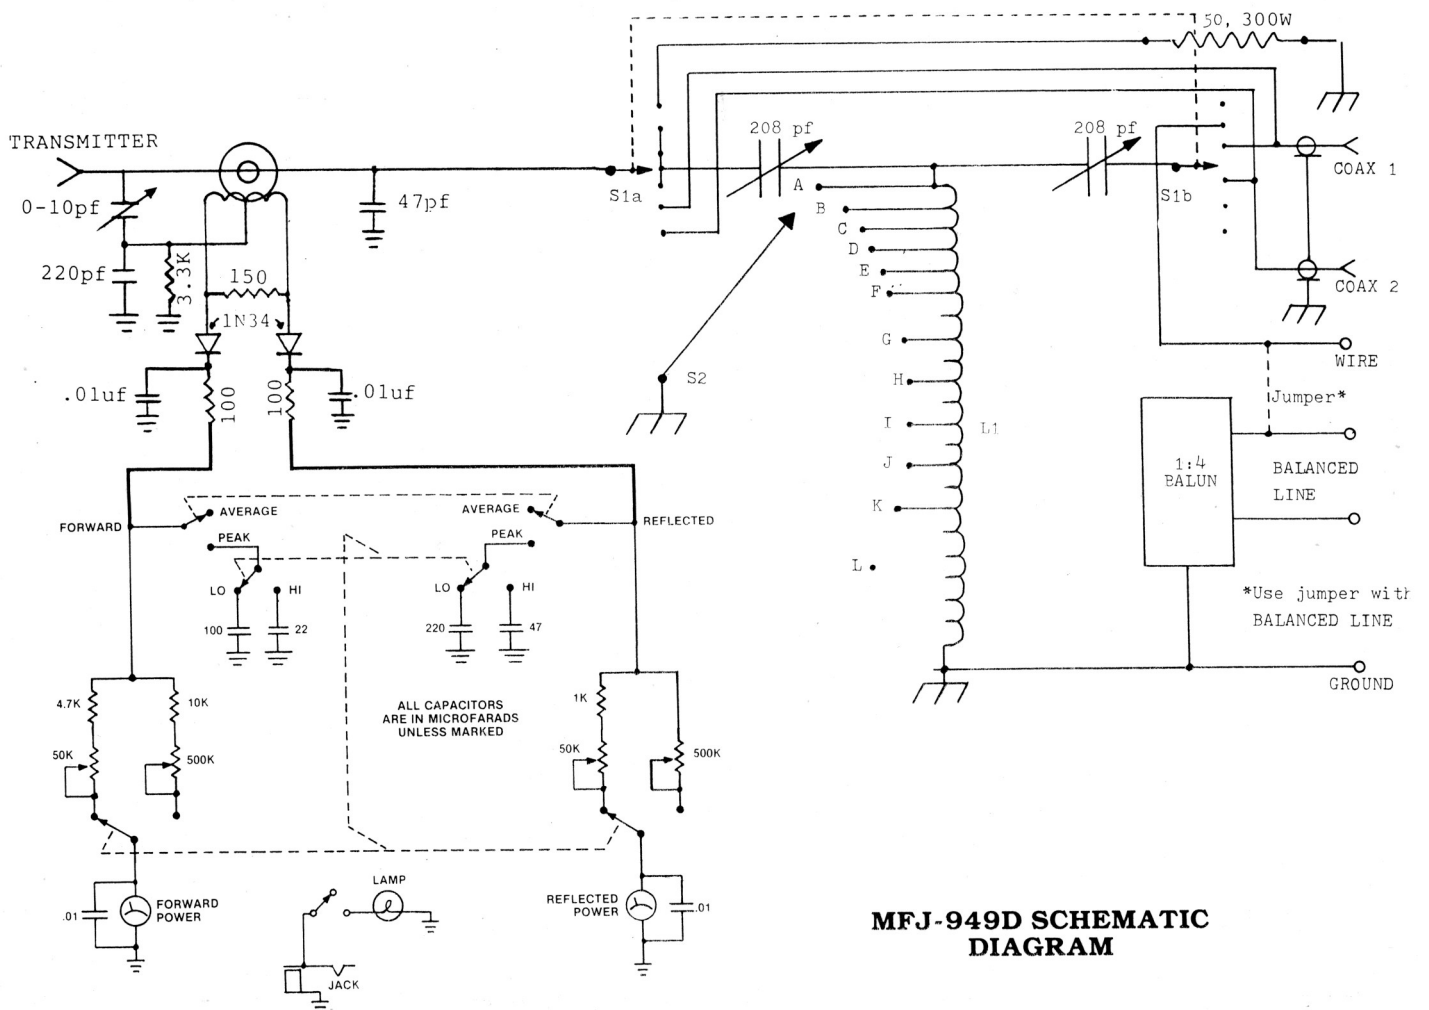 50, 300W
TRANSMITTER
208 pf
208 pf
COAX 1
0-10pf
47pf
S1a
S1b
A
B
C
D
E
F
G
H
I
J
K
L
L1
220pf
3.3K
150
1N34
COAX 2
WIRE
S2
.01uf
100
100
.01uf
Jumper*
1:4
BALUN
BALANCED
LINE
FORWARD
AVERAGE
AVERAGE
REFLECTED
PEAK
PEAK
LO
HI
LO
HI
100
22
220
47
*Use jumper with
BALANCED LINE
GROUND
4.7K
10K
50K
500K
ALL CAPACITORS
ARE IN MICROFARADS
UNLESS MARKED
1K
50K
500K
.01
FORWARD
POWER
LAMP
JACK
REFLECTED
POWER
.01
MFJ-949D SCHEMATIC
DIAGRAM